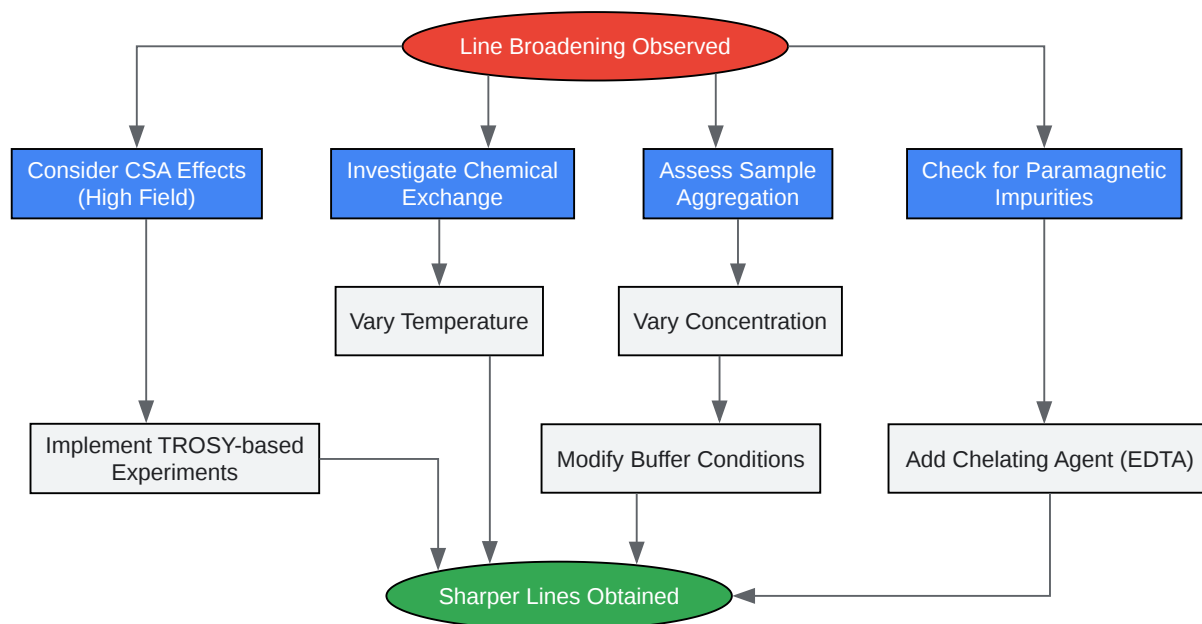 Line Broadening Observed
Consider CSA Effects
(High Field)
Investigate Chemical
Exchange
Assess Sample
Aggregation
Check for Paramagnetic
Impurities
Vary Temperature
Vary Concentration
Implement TROSY-based
Experiments
Modify Buffer Conditions
Add Chelating Agent (EDTA)
Sharper Lines Obtained